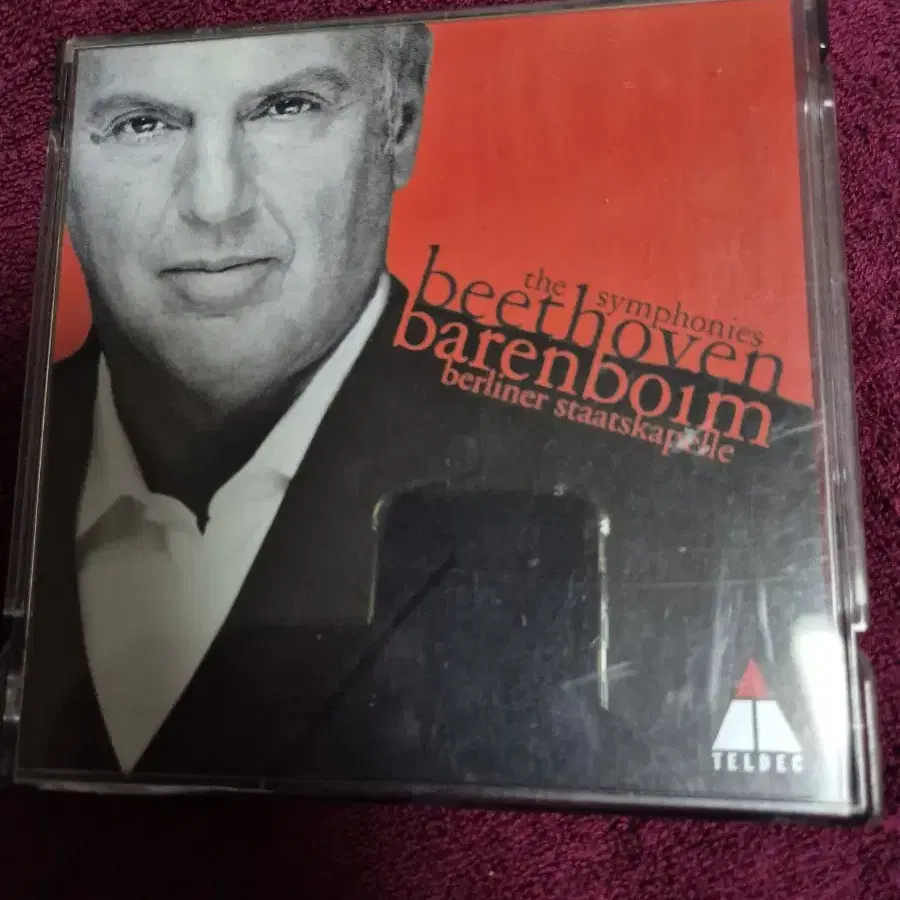 the symphonies
beethoven
barenboim
berliner staatskapelle
TELDEC